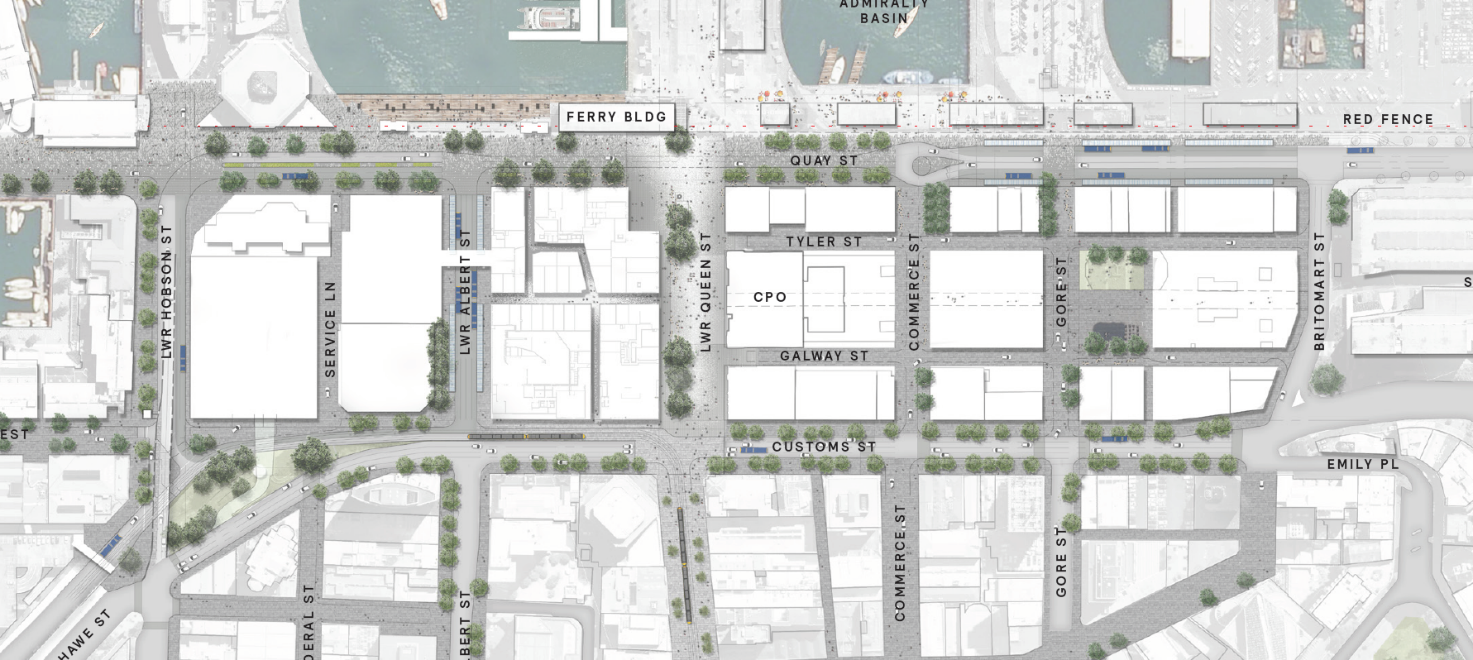 ADMIRALTY
BASIN
FERRY BLDG
RED FENCE
QUAY ST
TYLER ST
LWR HOBSON ST
SERVICE LN
LWR ALBERT ST
LWR QUEEN ST
CPO
COMMERCE ST
GORE ST
BRITOMART ST
S
GALWAY ST
EST
CUSTOMS ST
EMILY PL
COMMERCE ST
GORE ST
HAWE ST
DERAL ST
BERT ST